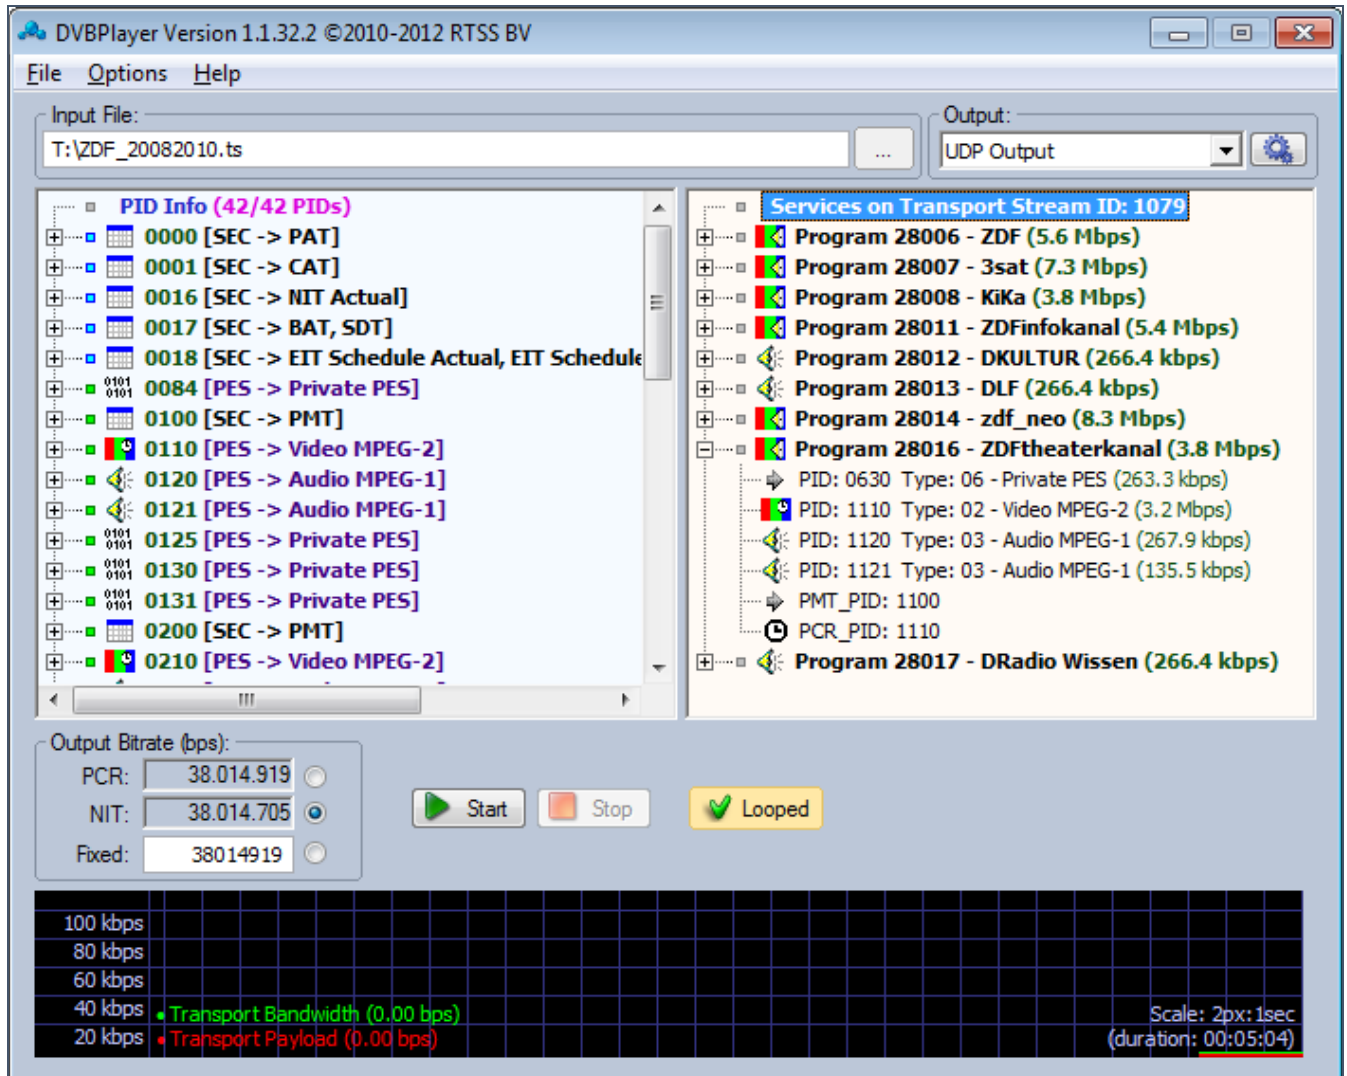 DVBPlayer Version 1.1.32.2 ©2010-2012 RTSS BV
File Options Help
Input File:
T:\ZDF_20082010.ts
...
Output:
UDP Output
PID Info (42/42 PIDs)
0000 [SEC -> PAT]
0001 [SEC -> CAT]
0016 [SEC -> NIT Actual]
0017 [SEC -> BAT, SDT]
0018 [SEC -> EIT Schedule Actual, EIT Schedule
0084 [PES -> Private PES]
0100 [SEC -> PMT]
0110 [PES -> Video MPEG-2]
0120 [PES -> Audio MPEG-1]
0121 [PES -> Audio MPEG-1]
0125 [PES -> Private PES]
0130 [PES -> Private PES]
0131 [PES -> Private PES]
0200 [SEC -> PMT]
0210 [PES -> Video MPEG-2]
Services on Transport Stream ID: 1079
Program 28006 - ZDF (5.6 Mbps)
Program 28007 - 3sat (7.3 Mbps)
Program 28008 - KiKa (3.8 Mbps)
Program 28011 - ZDFinfokanal (5.4 Mbps)
Program 28012 - DKULTUR (266.4 kbps)
Program 28013 - DLF (266.4 kbps)
Program 28014 - zdf_neo (8.3 Mbps)
Program 28016 - ZDFtheaterkanal (3.8 Mbps)
PID: 0630 Type: 06 - Private PES (263.3 kbps)
PID: 1110 Type: 02 - Video MPEG-2 (3.2 Mbps)
PID: 1120 Type: 03 - Audio MPEG-1 (267.9 kbps)
PID: 1121 Type: 03 - Audio MPEG-1 (135.5 kbps)
PMT_PID: 1100
PCR_PID: 1110
Program 28017 - DRadio Wissen (266.4 kbps)
Output Bitrate (bps):
PCR: 38.014.919
NIT: 38.014.705
Fixed: 38014919
Start
Stop
Looped
100 kbps
80 kbps
60 kbps
40 kbps
20 kbps
Transport Bandwidth (0.00 bps)
Transport Payload (0.00 bps)
Scale: 2px:1sec
(duration: 00:05:04)